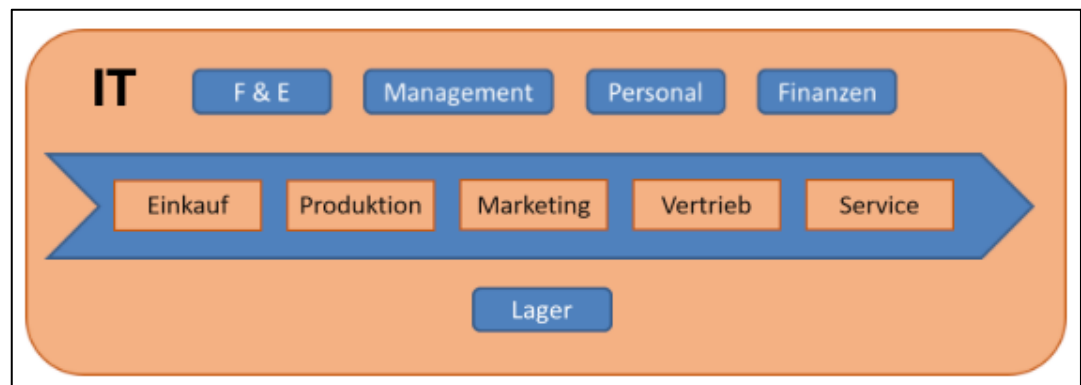 IT
F & E
Management
Personal
Finanzen
Einkauf
Produktion
Marketing
Vertrieb
Service
Lager